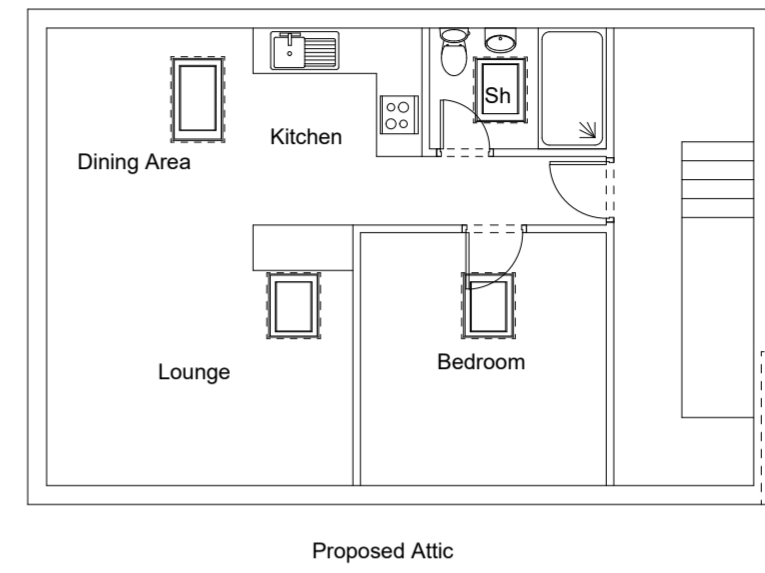 Sh
Kitchen
Dining Area
Bedroom
Lounge
Proposed Attic